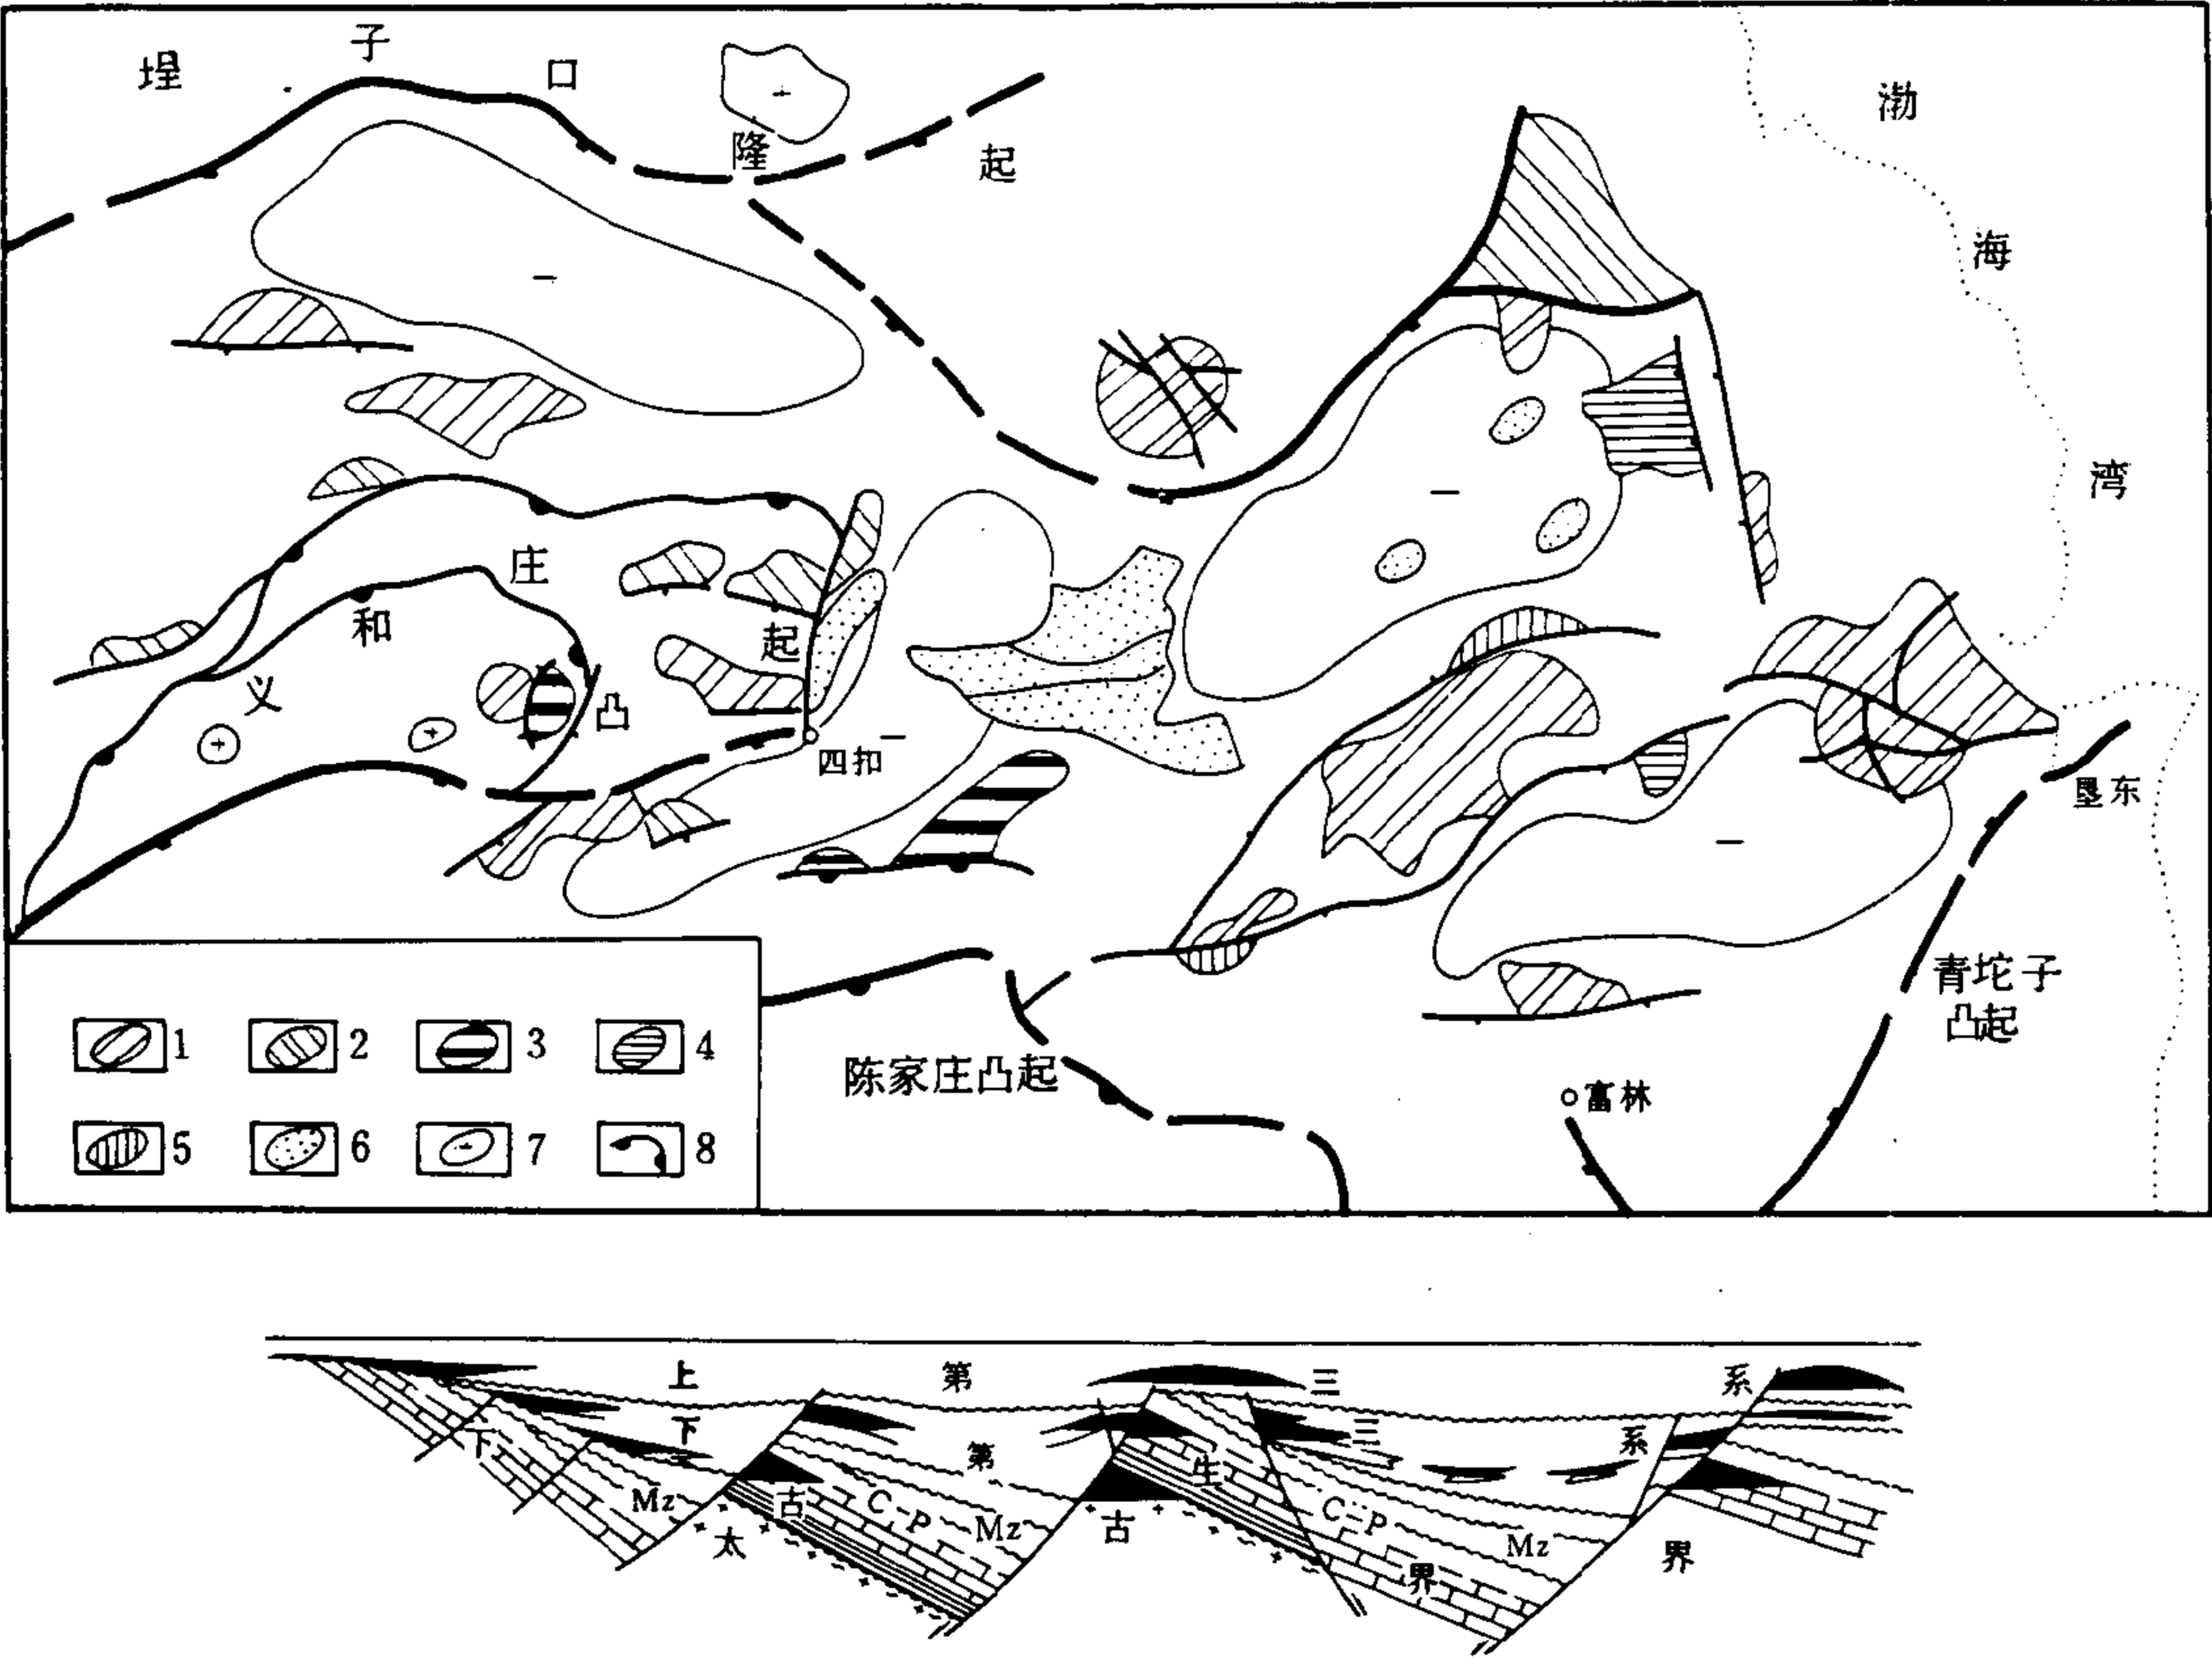 埕子口隆起
渤海湾
义和庄凸起
四扣
垦东
青坨子
凸起
陈家庄凸起
富林
1 2 3 4
5 6 7 8
上第三系
下第三系
下古生界
Mz C-P Mz C-P Mz
太古界